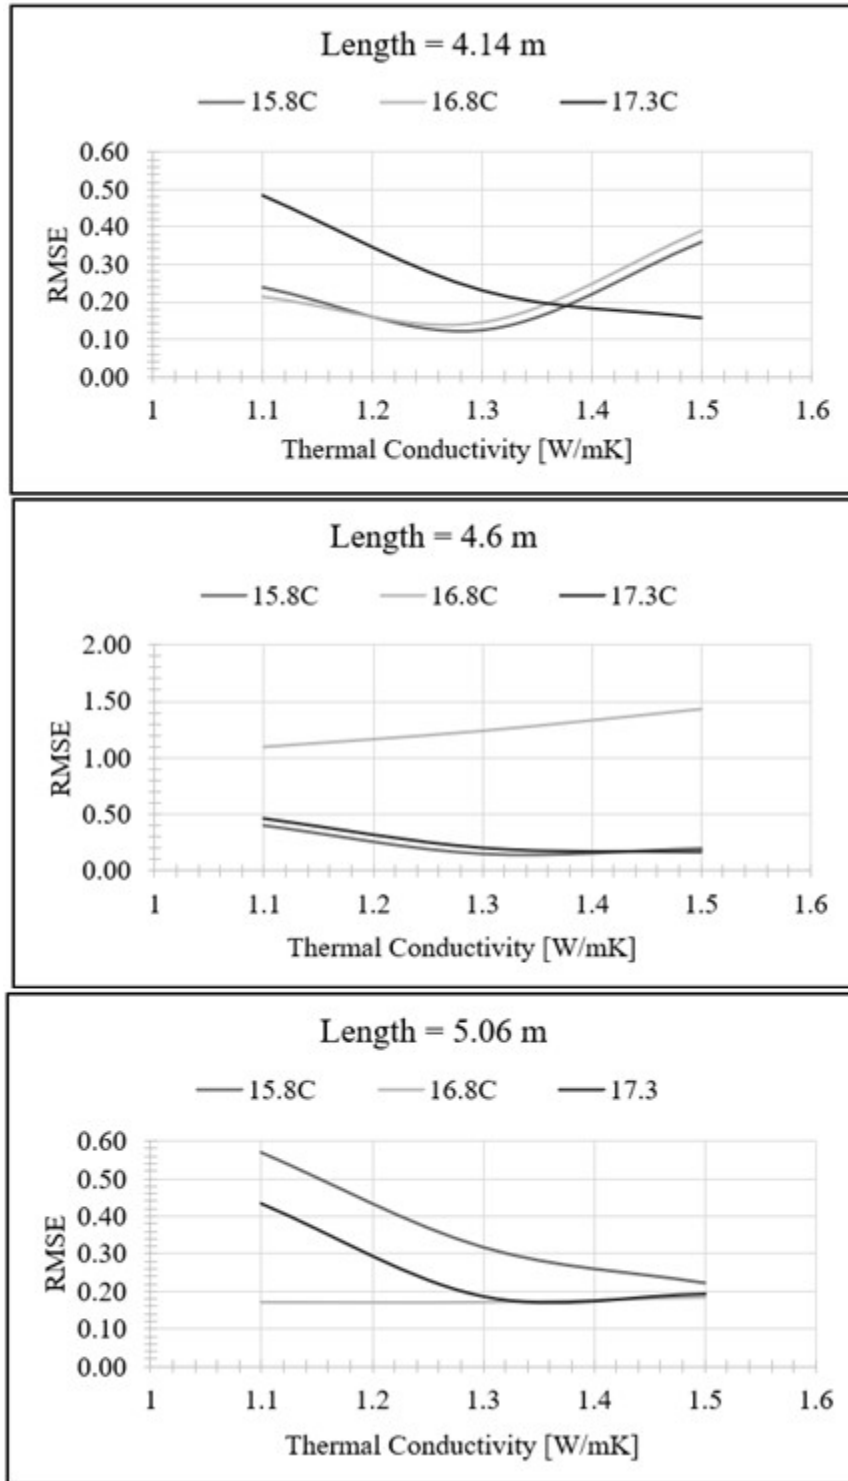 Length = 4.14 m
15.8C 16.8C 17.3C
0.60
0.50
0.40
0.30
0.20
0.10
0.00
RMSE
1 1.1 1.2 1.3 1.4 1.5 1.6
Thermal Conductivity [W/mK]
Length = 4.6 m
15.8C 16.8C 17.3C
2.00
1.50
1.00
0.50
0.00
RMSE
1 1.1 1.2 1.3 1.4 1.5 1.6
Thermal Conductivity [W/mK]
Length = 5.06 m
15.8C 16.8C 17.3
0.60
0.50
0.40
0.30
0.20
0.10
0.00
RMSE
1 1.1 1.2 1.3 1.4 1.5 1.6
Thermal Conductivity [W/mK]